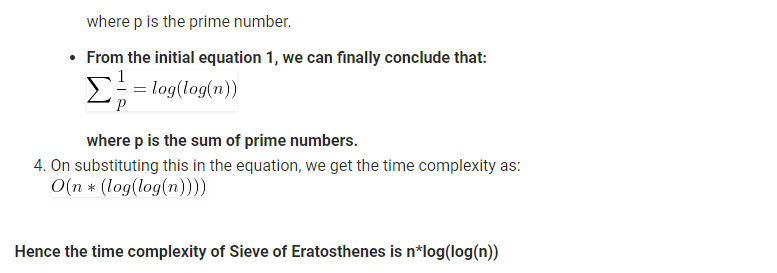 where p is the prime number.
• From the initial equation 1, we can finally conclude that:
∑ 1/p = log(log(n))
where p is the sum of prime numbers.
4. On substituting this in the equation, we get the time complexity as:
O(n * (log(log(n))))
Hence the time complexity of Sieve of Eratosthenes is n*log(log(n))